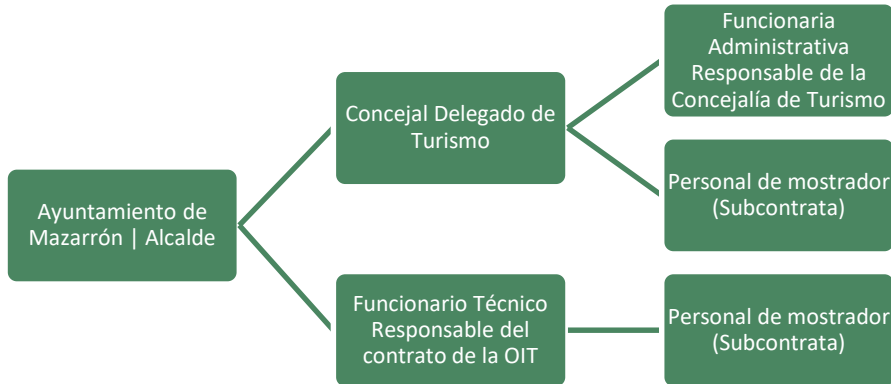 Ayuntamiento de
Mazarrón | Alcalde
Concejal Delegado de
Turismo
Funcionaria
Administrativa
Responsable de la
Concejalía de Turismo
Personal de mostrador
(Subcontrata)
Funcionario Técnico
Responsable del
contrato de la OIT
Personal de mostrador
(Subcontrata)